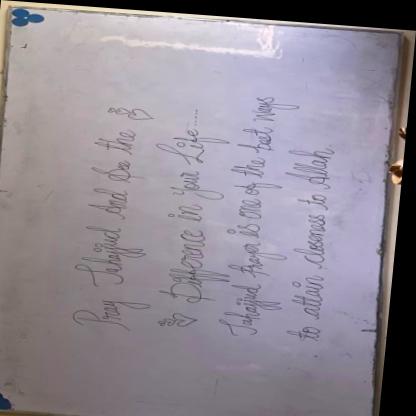 Pray Tahajjud And See the
Difference in Your Life.....
Tahajjud Prayer is one of the best ways
to attain closeness to Allah.